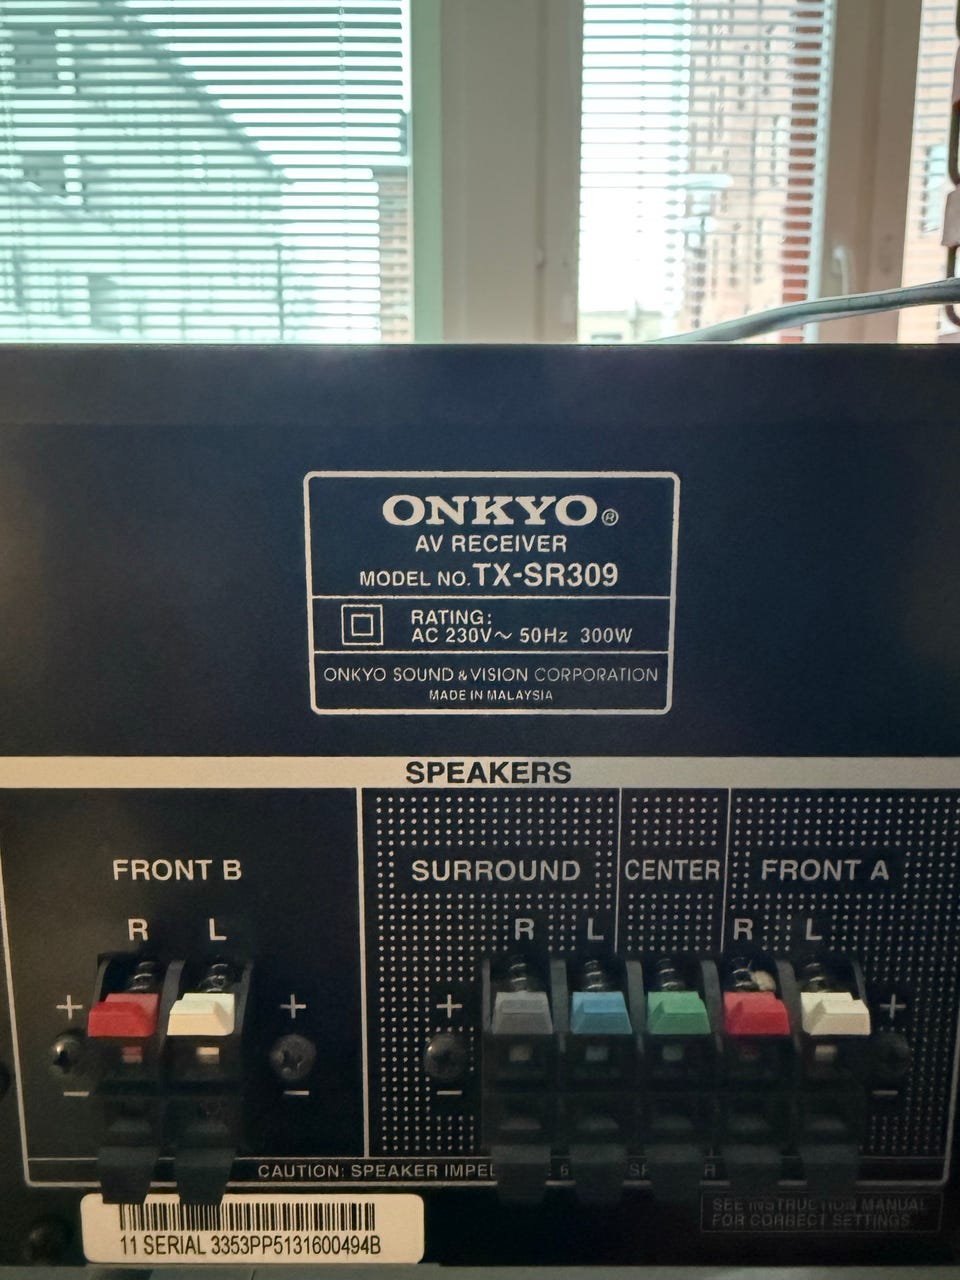 ONKYO®
AV RECEIVER
MODEL NO. TX-SR309
RATING:
AC 230V~ 50Hz 300W
ONKYO SOUND & VISION CORPORATION
MADE IN MALAYSIA
SPEAKERS
FRONT B
SURROUND
CENTER
FRONT A
R L
R L
R L
+ + + +
− − − −
CAUTION: SPEAKER 6
SEE INSTRUCTION MANUAL
FOR CORRECT SETTINGS.
11 SERIAL 3353PP5131600494B